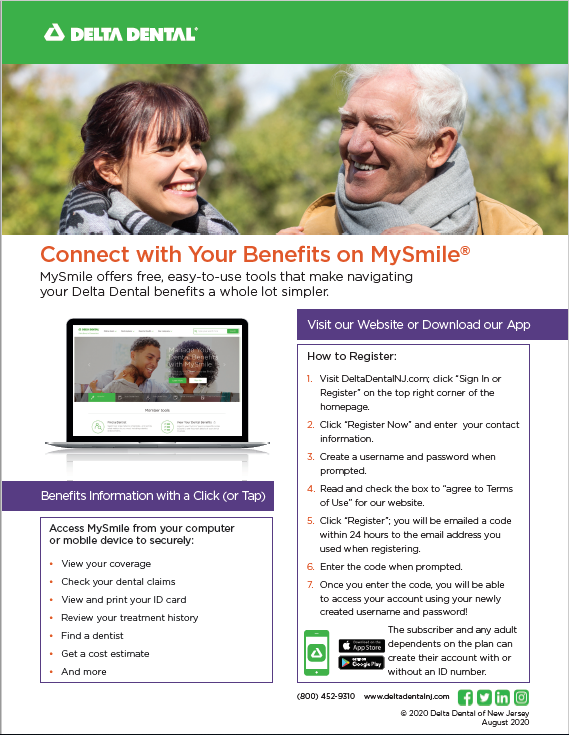 DELTA DENTAL®
Connect with Your Benefits on MySmile®
MySmile offers free, easy-to-use tools that make navigating
your Delta Dental benefits a whole lot simpler.
DELTA DENTAL
Manage Your
Dental Benefits
with MySmile
Member tools
Benefits Information with a Click (or Tap)
Access MySmile from your computer
or mobile device to securely:
• View your coverage
• Check your dental claims
• View and print your ID card
• Review your treatment history
• Find a dentist
• Get a cost estimate
• And more
Visit our Website or Download our App
How to Register:
1. Visit DeltaDentalNJ.com; click “Sign In or
Register” on the top right corner of the
homepage.
2. Click “Register Now” and enter your contact
information.
3. Create a username and password when
prompted.
4. Read and check the box to “agree to Terms
of Use” for our website.
5. Click “Register”; you will be emailed a code
within 24 hours to the email address you
used when registering.
6. Enter the code when prompted.
7. Once you enter the code, you will be able
to access your account using your newly
created username and password!
Download on the
App Store
Google Play
The subscriber and any adult
dependents on the plan can
create their account with or
without an ID number.
(800) 452-9310 www.deltadentalnj.com
© 2020 Delta Dental of New Jersey
August 2020